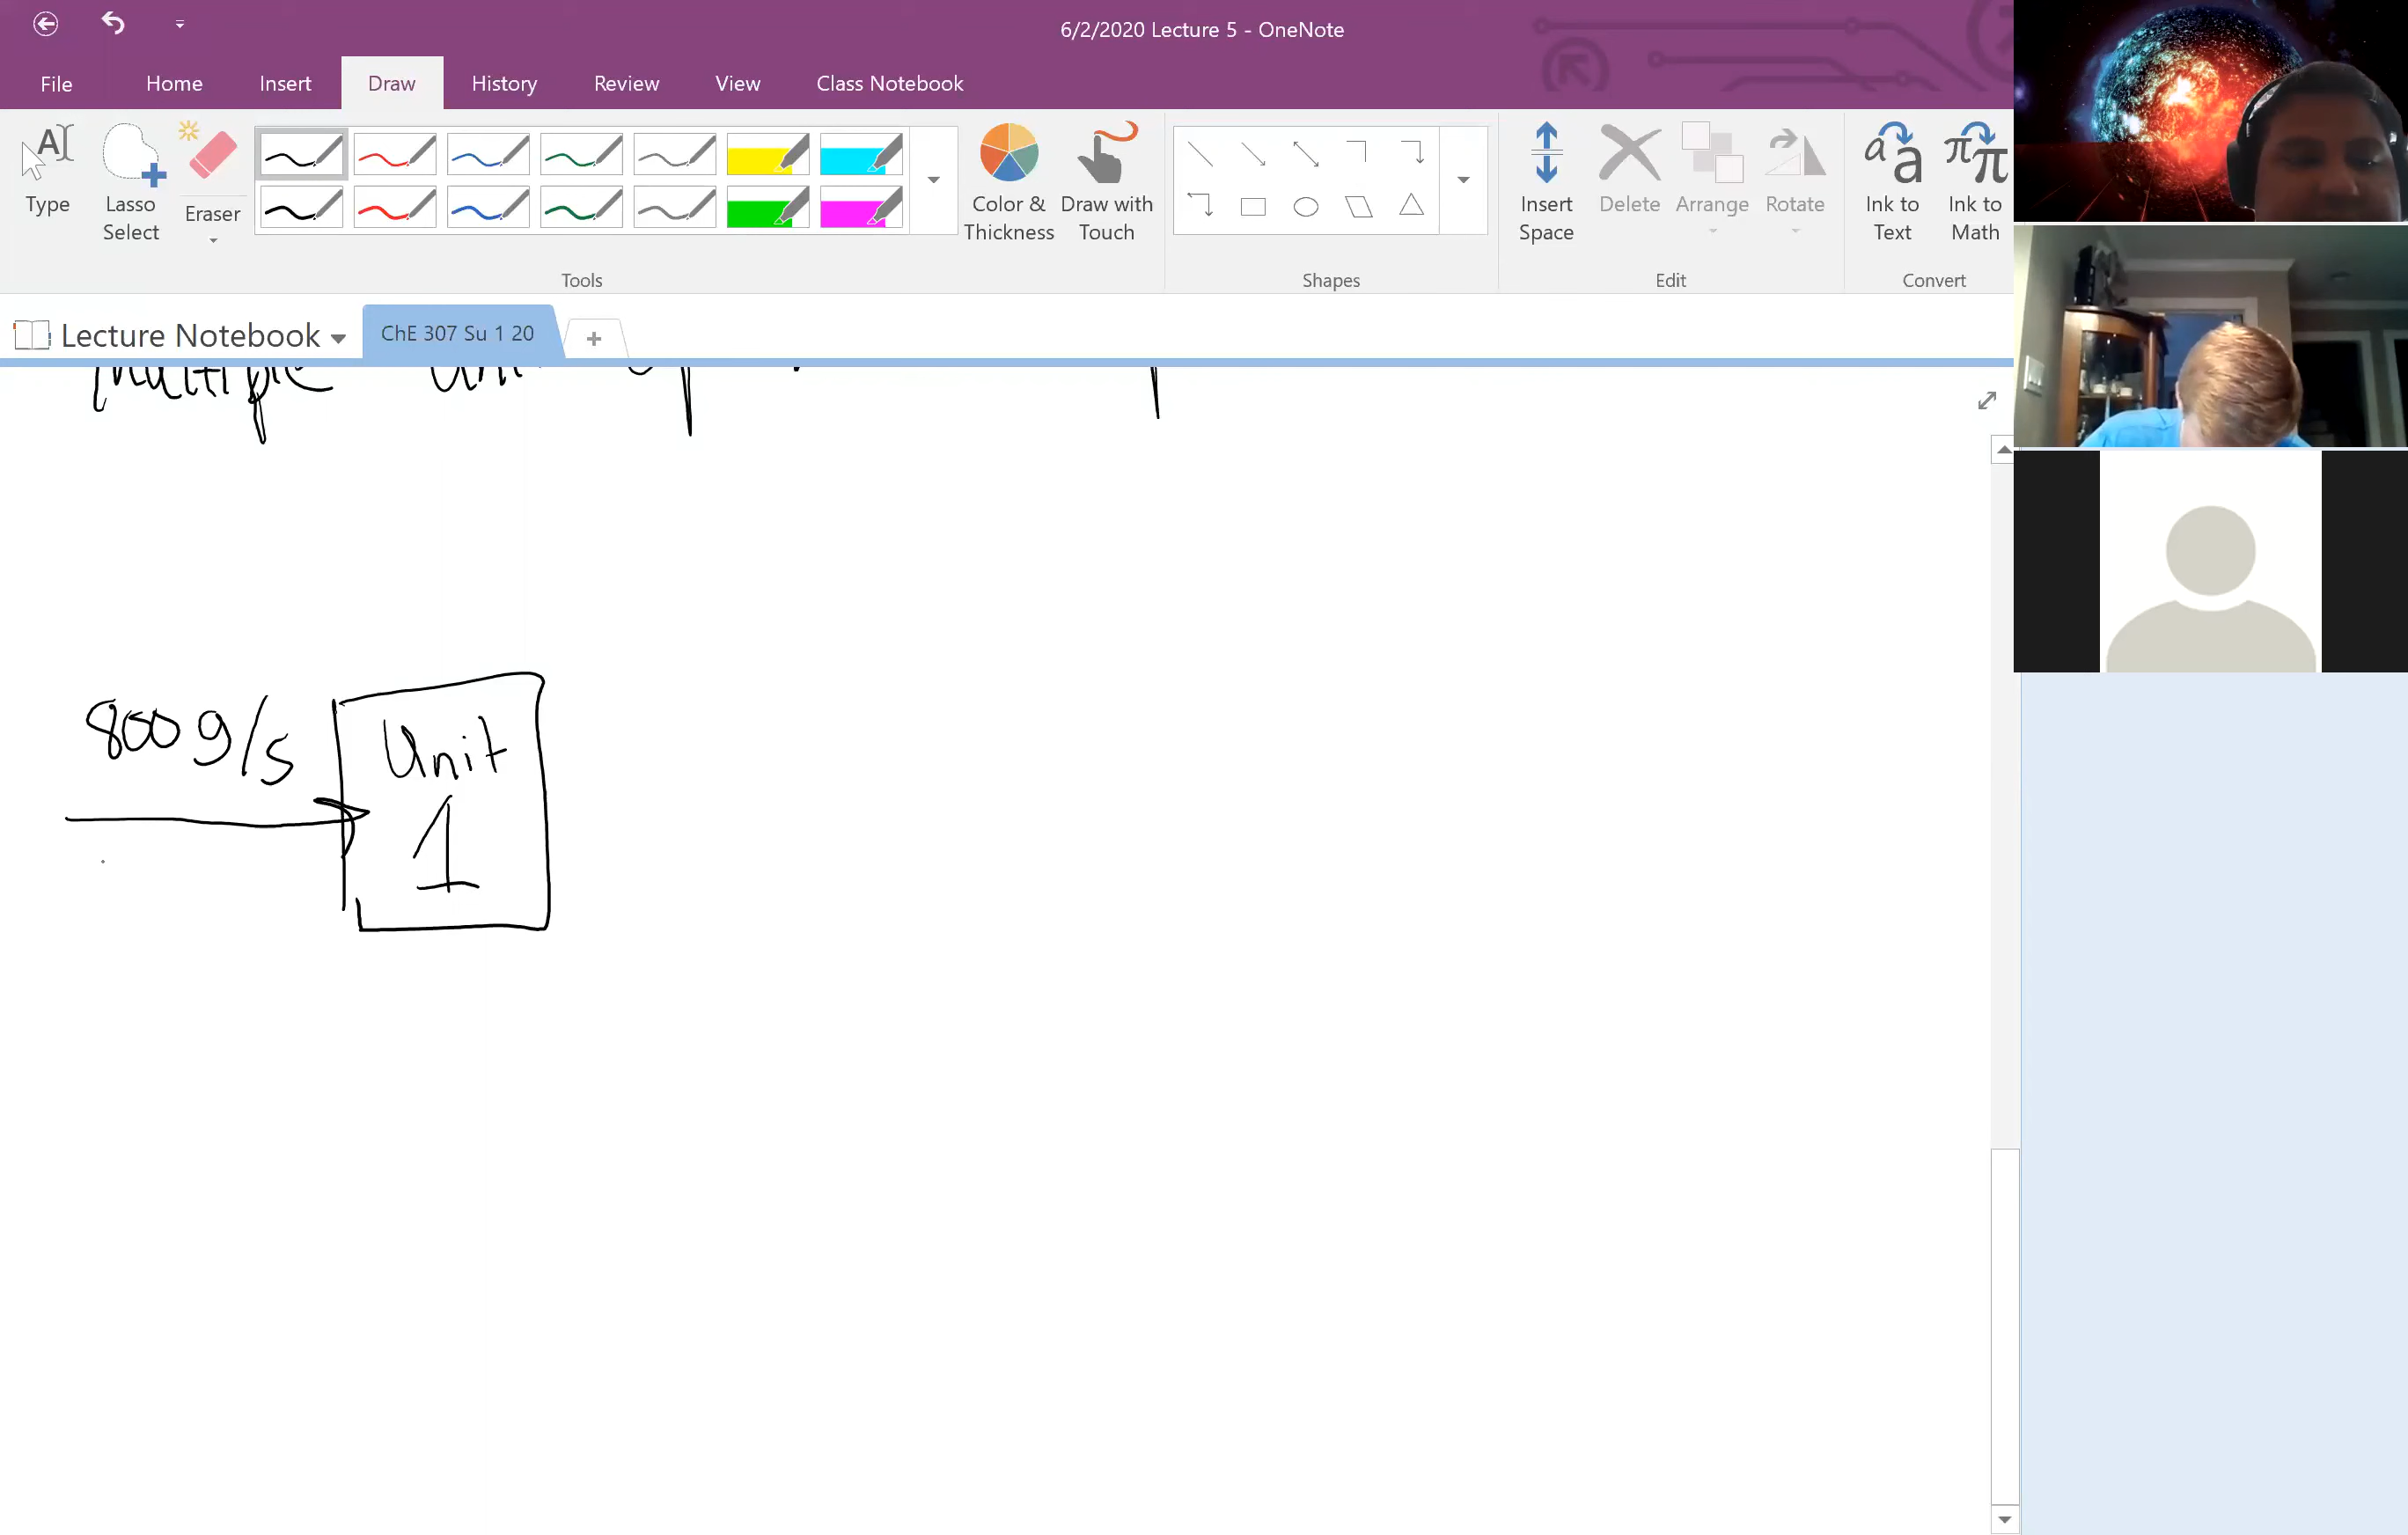 6/2/2020 Lecture 5 - OneNote
File Home Insert Draw History Review View Class Notebook
Type
Lasso Select
Eraser
Color & Thickness
Draw with Touch
Insert Space
Delete
Arrange
Rotate
Ink to Text
Ink to Math
Tools
Shapes
Edit
Convert
Lecture Notebook
ChE 307 Su 1 20
Multiple
800 g/s
Unit
1